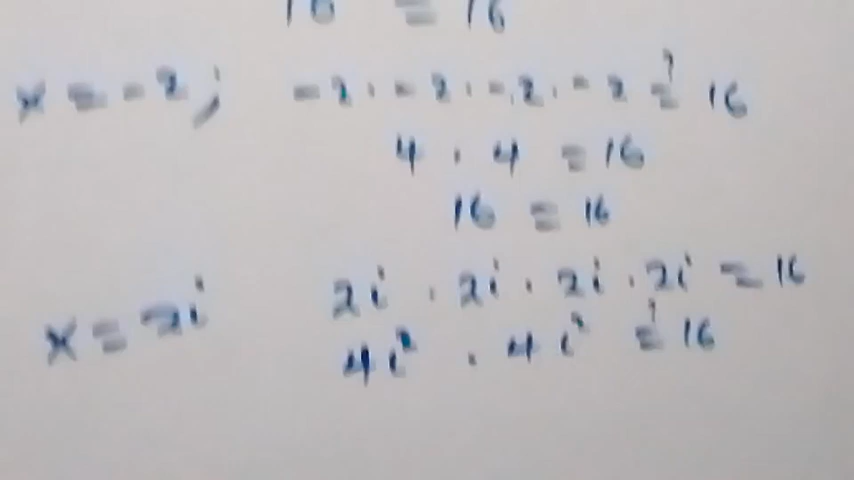 16 = 16
x = -2; -2 · -2 · -2 · -2 ≟ 16
4 · 4 = 16
16 = 16
x = 2i 2i · 2i · 2i · 2i = 16
4i² · 4i² ≟ 16